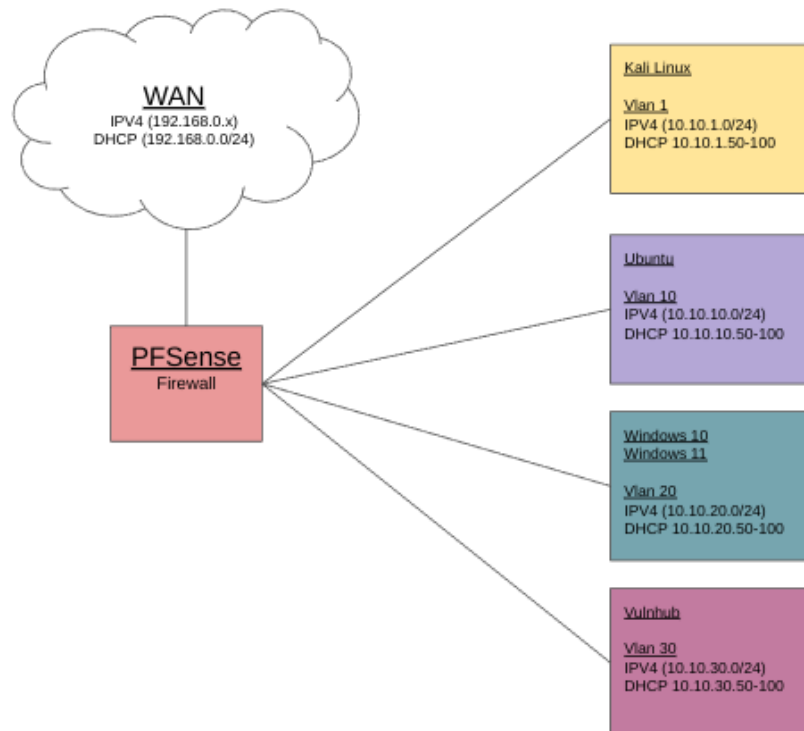 WAN
IPV4 (192.168.0.x)
DHCP (192.168.0.0/24)
PFSense
Firewall
Kali Linux
Vlan 1
IPV4 (10.10.1.0/24)
DHCP 10.10.1.50-100
Ubuntu
Vlan 10
IPV4 (10.10.10.0/24)
DHCP 10.10.10.50-100
Windows 10
Windows 11
Vlan 20
IPV4 (10.10.20.0/24)
DHCP 10.10.20.50-100
Vulnhub
Vlan 30
IPV4 (10.10.30.0/24)
DHCP 10.10.30.50-100